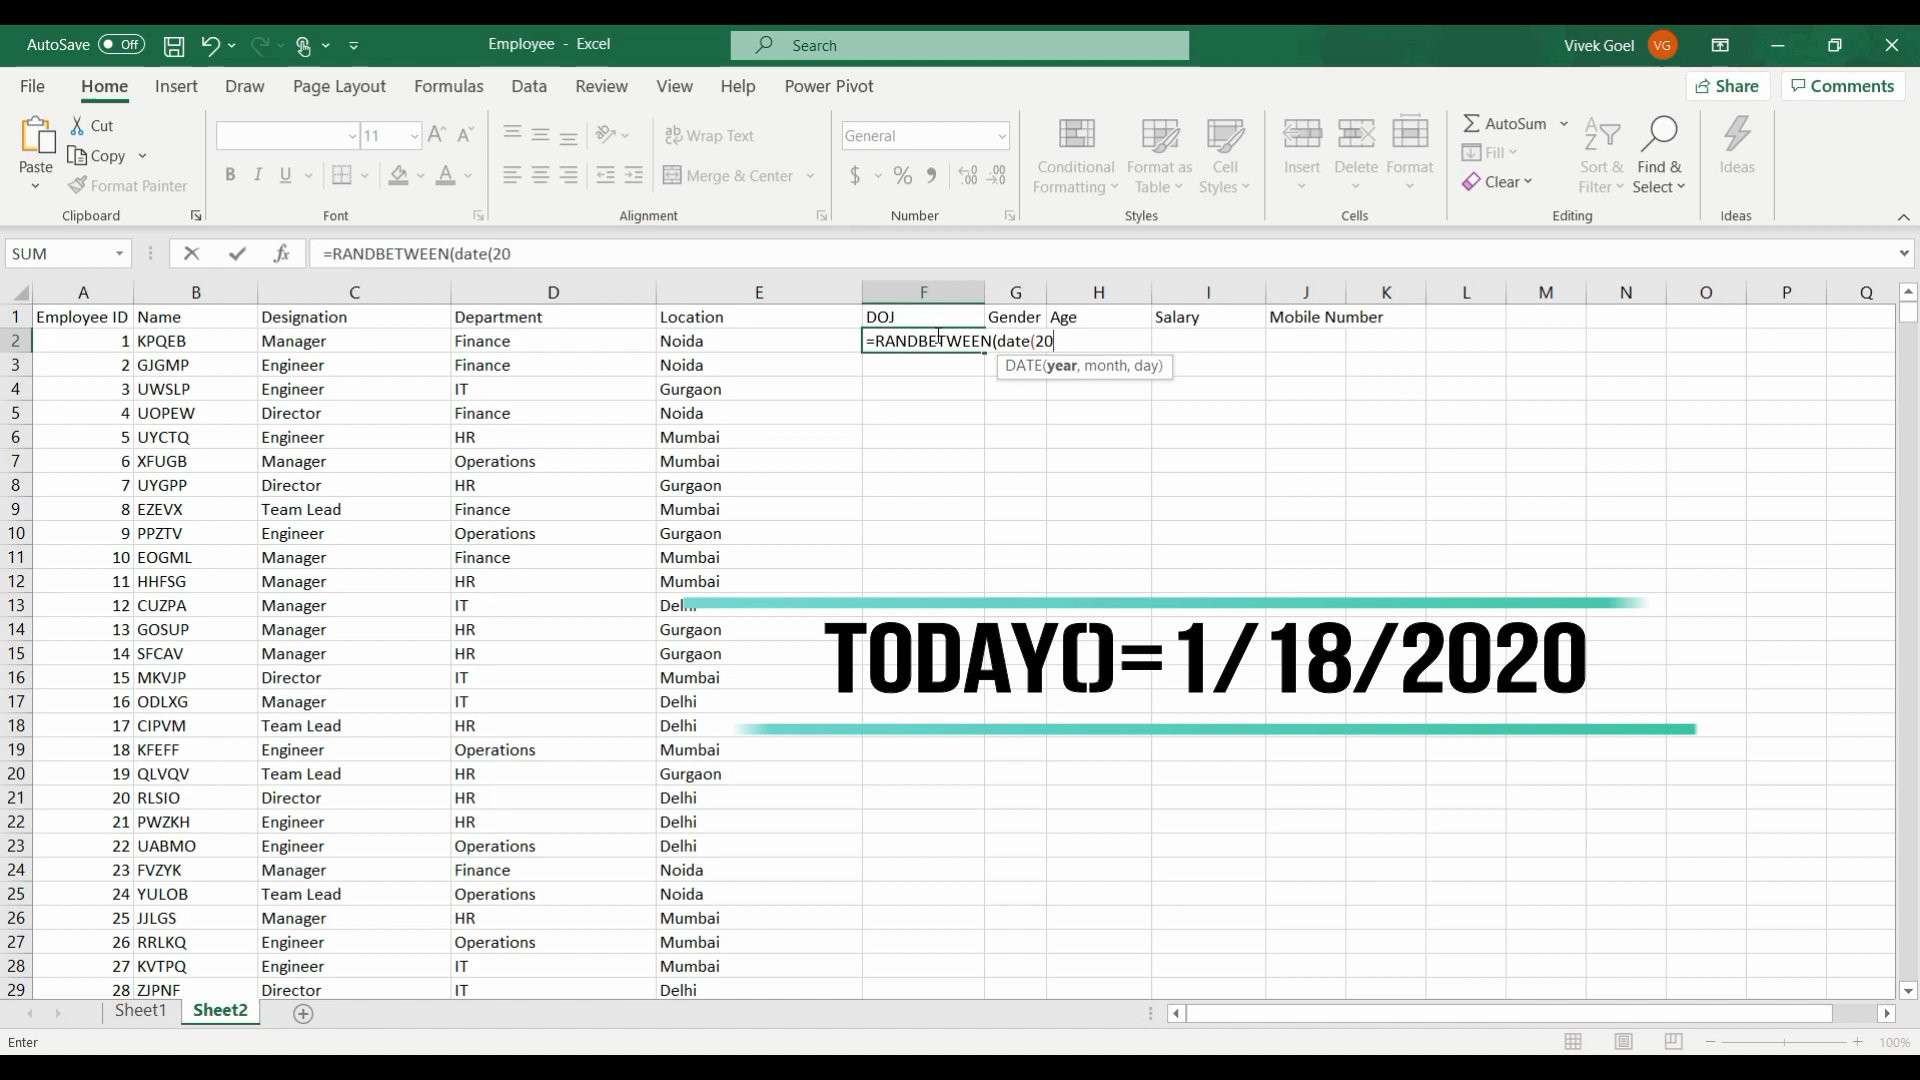 AutoSave Off Employee - Excel Search Vivek Goel VG
File Home Insert Draw Page Layout Formulas Data Review View Help Power Pivot Share Comments
Paste Cut Copy Format Painter Clipboard
11 B I U A Font
ab Wrap Text Merge & Center Alignment
General $ % Number
Conditional Formatting Format as Table Cell Styles Styles
Insert Delete Format Cells
AutoSum Fill Clear Sort & Filter Find & Select Editing
Ideas Ideas
SUM fx =RANDBETWEEN(date(20
A B C D E F G H I J K L M N O P Q
1 Employee ID Name Designation Department Location DOJ Gender Age Salary Mobile Number
2 1 KPQEB Manager Finance Noida =RANDBETWEEN(date(20
DATE(year, month, day)
3 2 GJGMP Engineer Finance Noida
4 3 UWSLP Engineer IT Gurgaon
5 4 UOPEW Director Finance Noida
6 5 UYCTQ Engineer HR Mumbai
7 6 XFUGB Manager Operations Mumbai
8 7 UYGPP Director HR Gurgaon
9 8 EZEVX Team Lead Finance Mumbai
10 9 PPZTV Engineer Operations Gurgaon
11 10 EOGML Manager Finance Mumbai
12 11 HHFSG Manager HR Mumbai
13 12 CUZPA Manager IT Delhi
14 13 GOSUP Manager HR Gurgaon
15 14 SFCAV Manager HR Gurgaon
16 15 MKVJP Director IT Mumbai
17 16 ODLXG Manager IT Delhi
18 17 CIPVM Team Lead HR Delhi
19 18 KFEFF Engineer Operations Mumbai
20 19 QLVQV Team Lead HR Gurgaon
21 20 RLSIO Director HR Delhi
22 21 PWZKH Engineer HR Delhi
23 22 UABMO Engineer Operations Delhi
24 23 FVZYK Manager Finance Noida
25 24 YULOB Team Lead Operations Noida
26 25 JJLGS Manager HR Mumbai
27 26 RRLKQ Engineer Operations Mumbai
28 27 KVTPQ Engineer IT Mumbai
29 28 ZJPNF Director IT Delhi
TODAY()=1/18/2020
Sheet1 Sheet2
Enter 100%